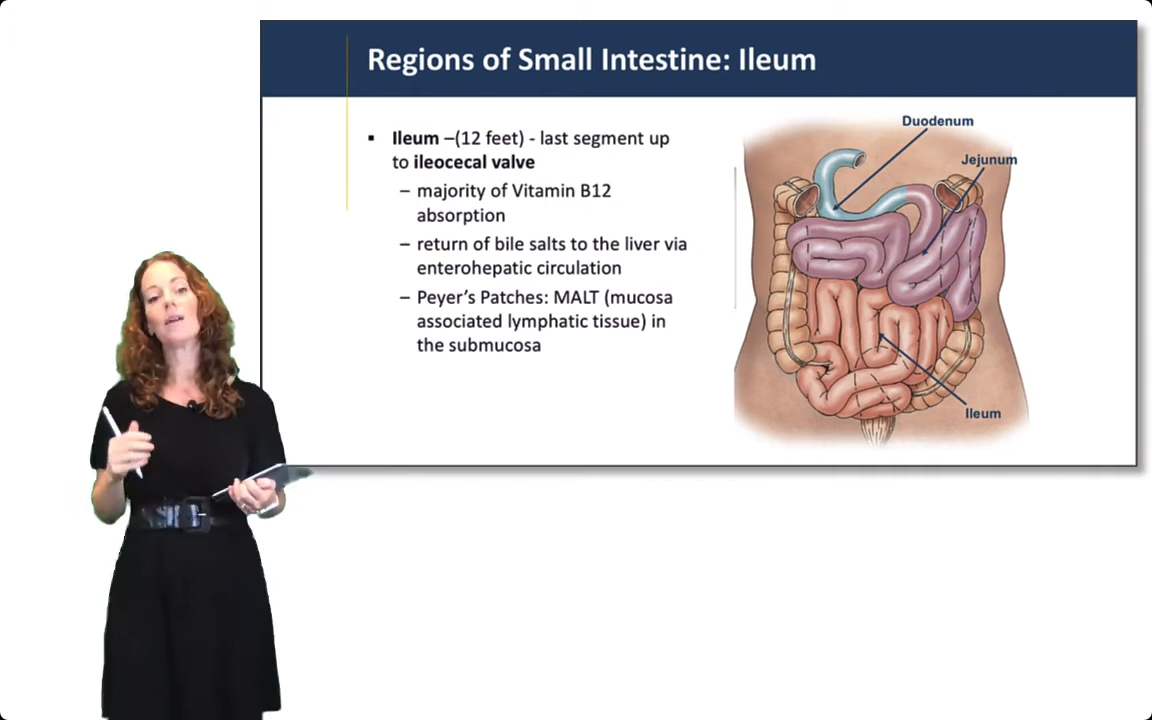 Regions of Small Intestine: Ileum
▪ Ileum –(12 feet) - last segment up
to ileocecal valve
– majority of Vitamin B12
absorption
– return of bile salts to the liver via
enterohepatic circulation
– Peyer's Patches: MALT (mucosa
associated lymphatic tissue) in
the submucosa
Duodenum
Jejunum
Ileum